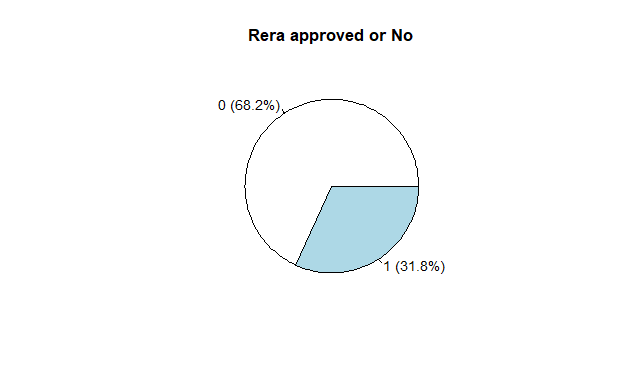 Rera approved or No
0 (68.2%)
1 (31.8%)